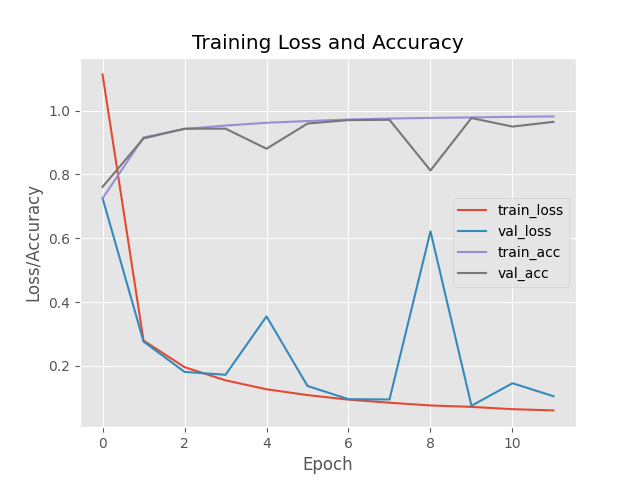 Training Loss and Accuracy
Loss/Accuracy
1.0
0.8
0.6
0.4
0.2
train_loss
val_loss
train_acc
val_acc
0 2 4 6 8 10
Epoch